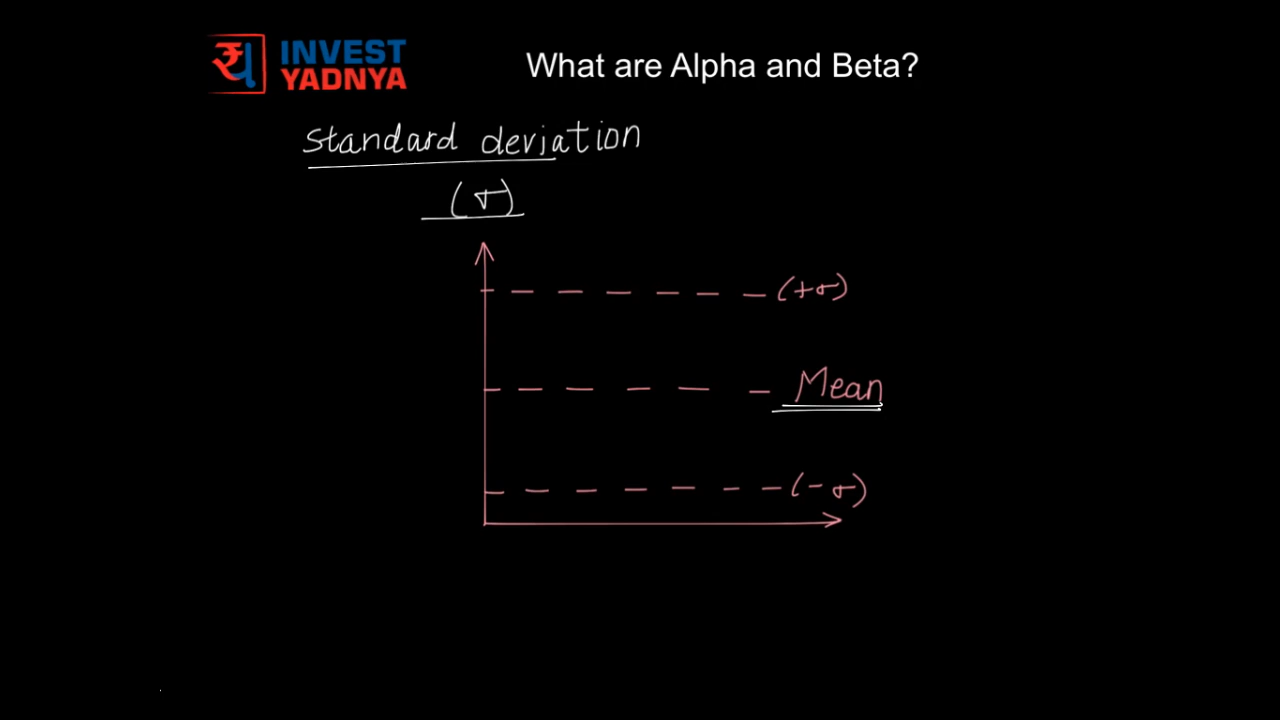 य
INVEST
YADNYA
What are Alpha and Beta?
Standard deviation
(σ)
(+σ)
Mean
(-σ)